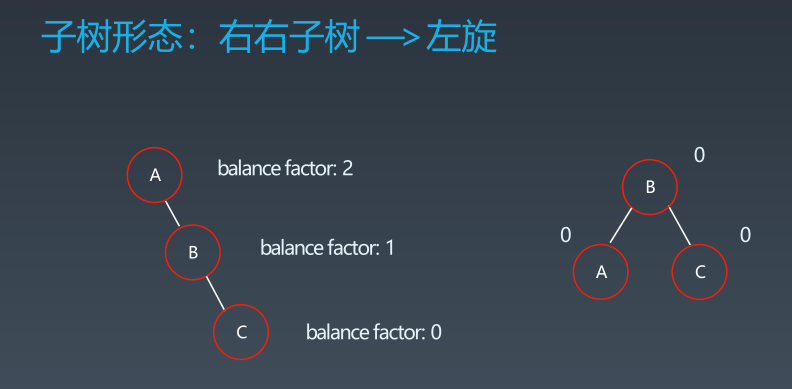 子树形态：右右子树 —> 左旋
A
balance factor: 2
B
balance factor: 1
C
balance factor: 0
0
B
0
0
A
C